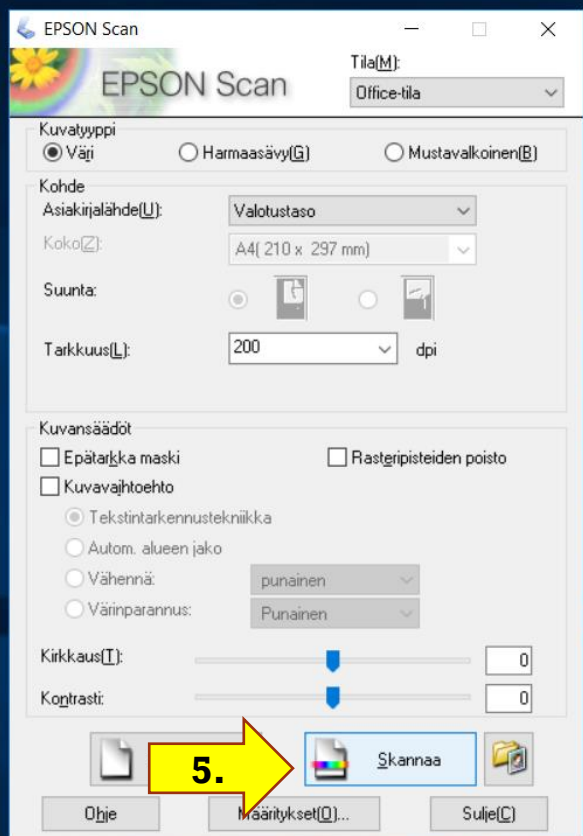 EPSON Scan
EPSON Scan
Tila(M):
Office-tila
Kuvatyyppi
Väri
Harmaasävy(G)
Mustavalkoinen(B)
Kohde
Asiakirjalähde(U):
Valotustaso
Koko(Z):
A4( 210 x 297 mm)
Suunta:
Tarkkuus(L):
200
dpi
Kuvansäädöt
Epätarkka maski
Rasteripisteiden poisto
Kuvavaihtoehto
Tekstintarkennustekniikka
Autom. alueen jako
Vähennä:
punainen
Värinparannus:
Punainen
Kirkkaus(T):
0
Kontrasti:
0
5.
Skannaa
Ohje
Määritykset(O)...
Sulje(C)